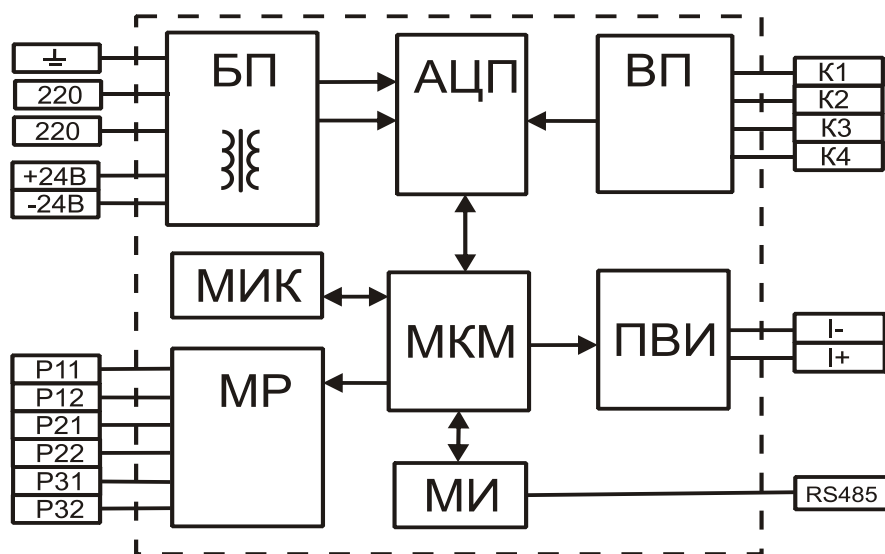 БП
АЦП
ВП
220
220
+24В
-24В
К1
К2
К3
К4
МИК
МКМ
ПВИ
I-
I+
МР
Р11
Р12
Р21
Р22
Р31
Р32
МИ
RS485